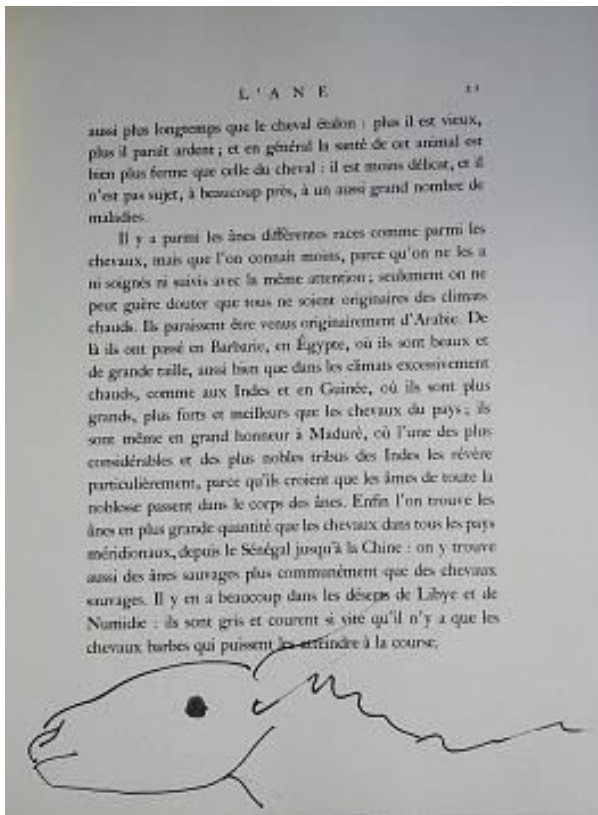 L'ANE 21
aussi plus longtemps que le cheval étalon : plus il est vieux,
plus il paraît ardent ; et en général la santé de cet animal est
bien plus ferme que celle du cheval : il est moins délicat, et il
n'est pas sujet, à beaucoup près, à un aussi grand nombre de
maladies.
Il y a parmi les ânes différentes races comme parmi les
chevaux, mais que l'on connaît moins, parce qu'on ne les a
ni soignés ni suivis avec la même attention ; seulement on ne
peut guère douter que tous ne soient originaires des climats
chauds. Ils paraissent être venus originairement d'Arabie. De
là ils ont passé en Barbarie, en Égypte, où ils sont beaux et
de grande taille, aussi bien que dans les climats excessivement
chauds, comme aux Indes et en Guinée, où ils sont plus
grands, plus forts et meilleurs que les chevaux du pays ; ils
sont même en grand honneur à Maduré, où l'une des plus
considérables et des plus nobles tribus des Indes les révère
particulièrement, parce qu'ils croient que les âmes de toute la
noblesse passent dans le corps des ânes. Enfin l'on trouve les
ânes en plus grande quantité que les chevaux dans tous les pays
méridionaux, depuis le Sénégal jusqu'à la Chine : on y trouve
aussi des ânes sauvages plus communément que des chevaux
sauvages. Il y en a beaucoup dans les déserts de Libye et de
Numidie : ils sont gris et courent si vite qu'il n'y a que les
chevaux barbes qui puissent les atteindre à la course.